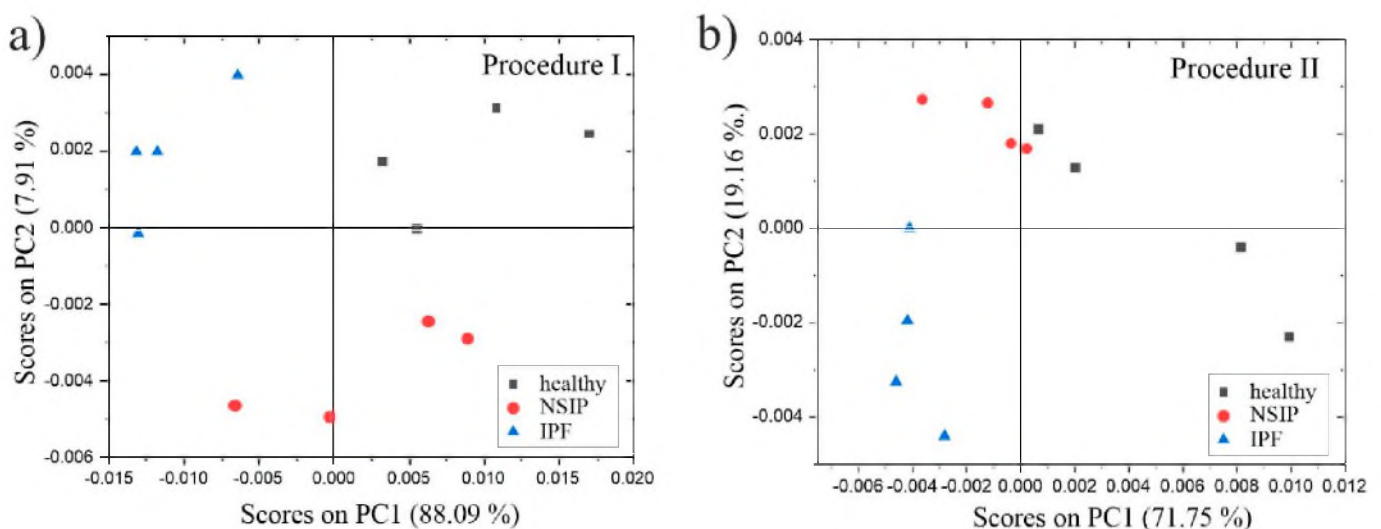 a)
Procedure I
0.004
0.002
0.000
-0.002
-0.004
-0.006
Scores on PC2 (7.91 %)
healthy
NSIP
IPF
-0.015 -0.010 -0.005 0.000 0.005 0.010 0.015 0.020
Scores on PC1 (88.09 %)
b)
Procedure II
0.004
0.002
0.000
-0.002
-0.004
Scores on PC2 (19.16 %.)
healthy
NSIP
IPF
-0.006 -0.004 -0.002 0.000 0.002 0.004 0.006 0.008 0.010 0.012
Scores on PC1 (71.75 %)